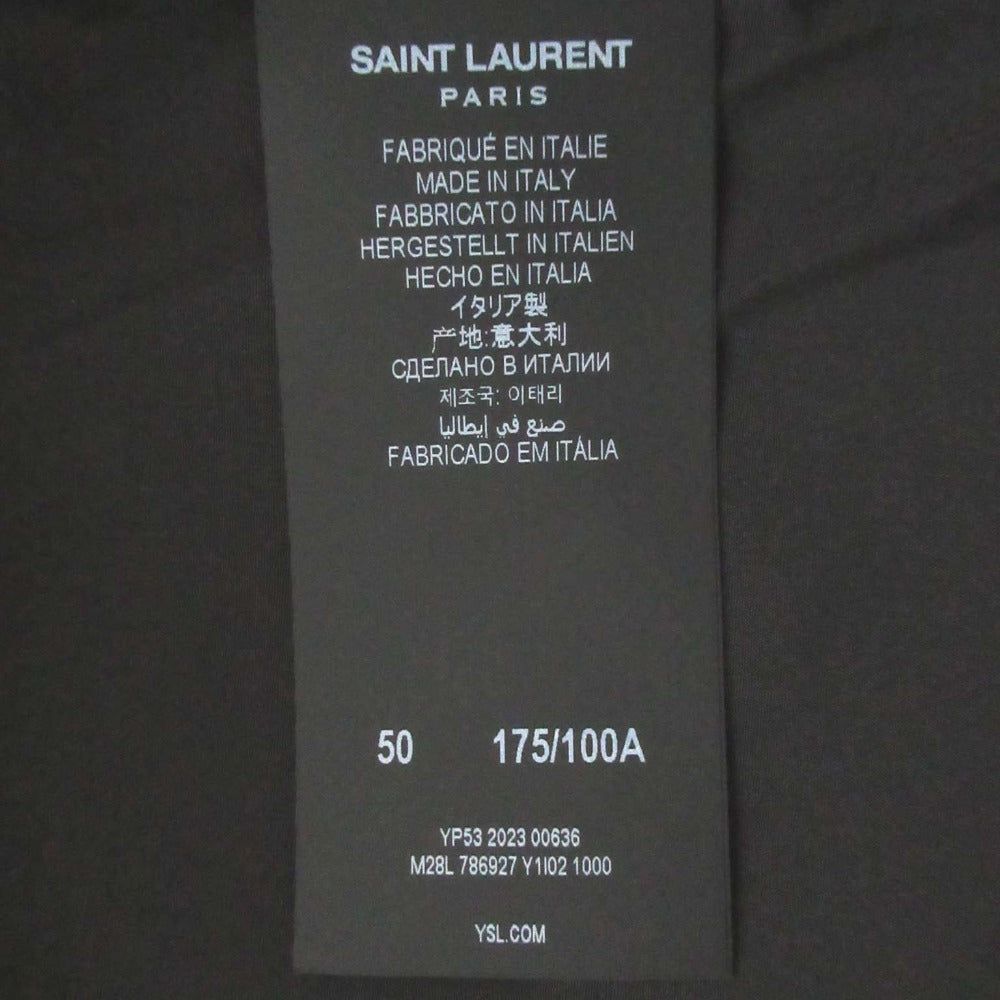 SAINT LAURENT
PARIS
FABRIQUÉ EN ITALIE
MADE IN ITALY
FABBRICATO IN ITALIA
HERGESTELLT IN ITALIEN
HECHO EN ITALIA
イタリア製
产地:意大利
СДЕЛАНО В ИТАЛИИ
제조국: 이태리
صنع في إيطاليا
FABRICADO EM ITÁLIA
50 175/100A
YP53 2023 00636
M28L 786927 Y1I02 1000
YSL.COM